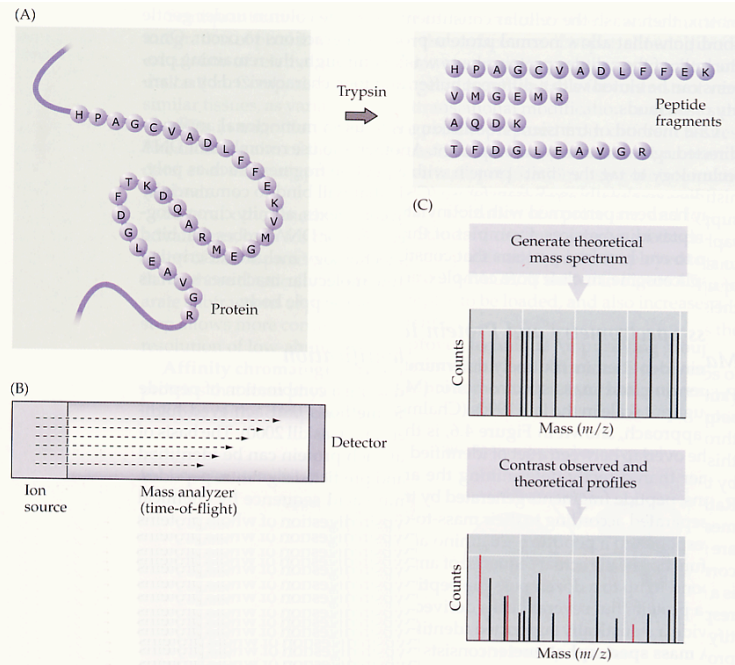 (A)
H P A G C V A D L F F E K V M G E M R A Q D K T F D G L E A V G R
Protein
Trypsin
H P A G C V A D L F F E K
V M G E M R
A Q D K
T F D G L E A V G R
Peptide
fragments
(B)
Ion
source
Mass analyzer
(time-of-flight)
Detector
(C)
Generate theoretical
mass spectrum
Counts
Mass (m/z)
Contrast observed and
theoretical profiles
Counts
Mass (m/z)